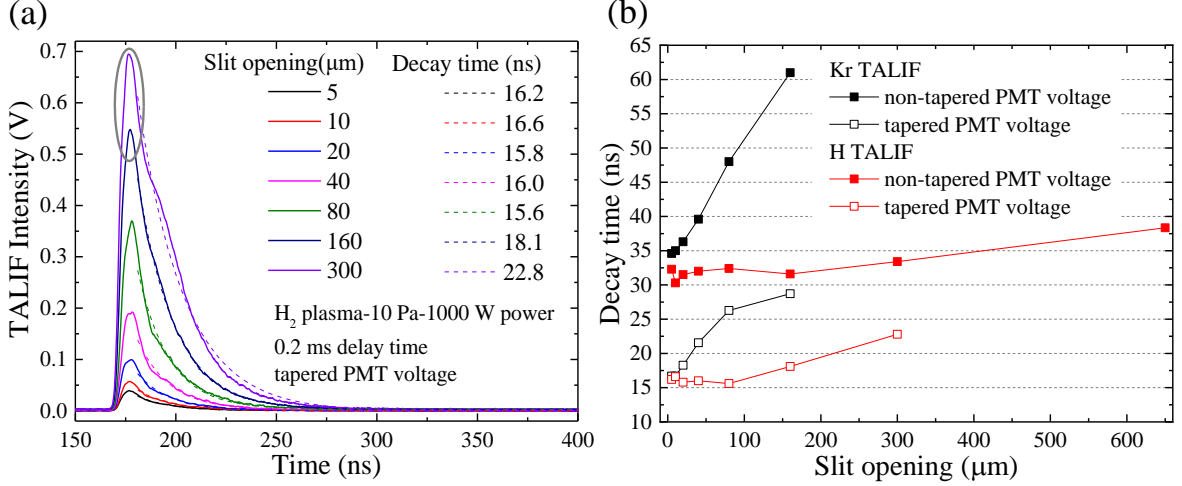 (a)
TALIF Intensity (V)
0.7
0.6
0.5
0.4
0.3
0.2
0.1
0.0
Slit opening(μm) Decay time (ns)
5 16.2
10 16.6
20 15.8
40 16.0
80 15.6
160 18.1
300 22.8
H₂ plasma-10 Pa-1000 W power
0.2 ms delay time
tapered PMT voltage
150 200 250 300 350 400
Time (ns)
(b)
Decay time (ns)
65
60
55
50
45
40
35
30
25
20
15
10
Kr TALIF
non-tapered PMT voltage
tapered PMT voltage
H TALIF
non-tapered PMT voltage
tapered PMT voltage
0 100 200 300 400 500 600
Slit opening (μm)